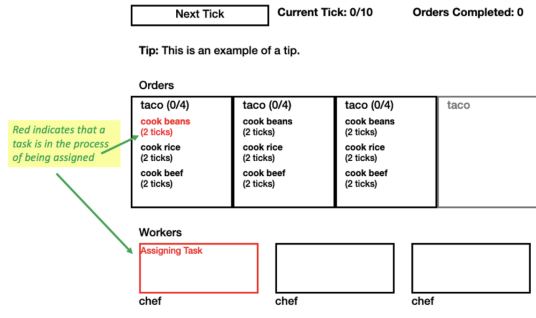 Next Tick
Current Tick: 0/10
Orders Completed: 0
Tip: This is an example of a tip.
Orders
taco (0/4)
cook beans
(2 ticks)
cook rice
(2 ticks)
cook beef
(2 ticks)
taco (0/4)
cook beans
(2 ticks)
cook rice
(2 ticks)
cook beef
(2 ticks)
taco (0/4)
cook beans
(2 ticks)
cook rice
(2 ticks)
cook beef
(2 ticks)
taco
Red indicates that a
task is in the process
of being assigned
Workers
Assigning Task
chef
chef
chef